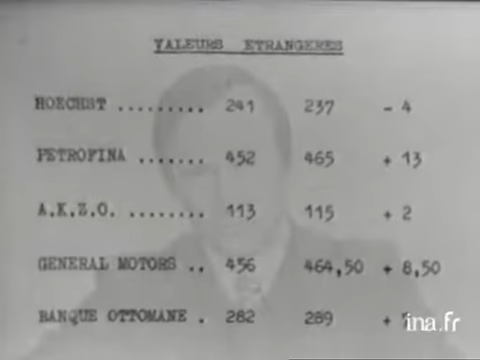 VALEURS ETRANGERES
HOECHST ......... 241 237 - 4
PETROFINA ....... 452 465 + 13
A.K.Z.O. ........ 113 115 + 2
GENERAL MOTORS .. 456 464,50 + 8,50
BANQUE OTTOMANE . 282 289 +
ina.fr